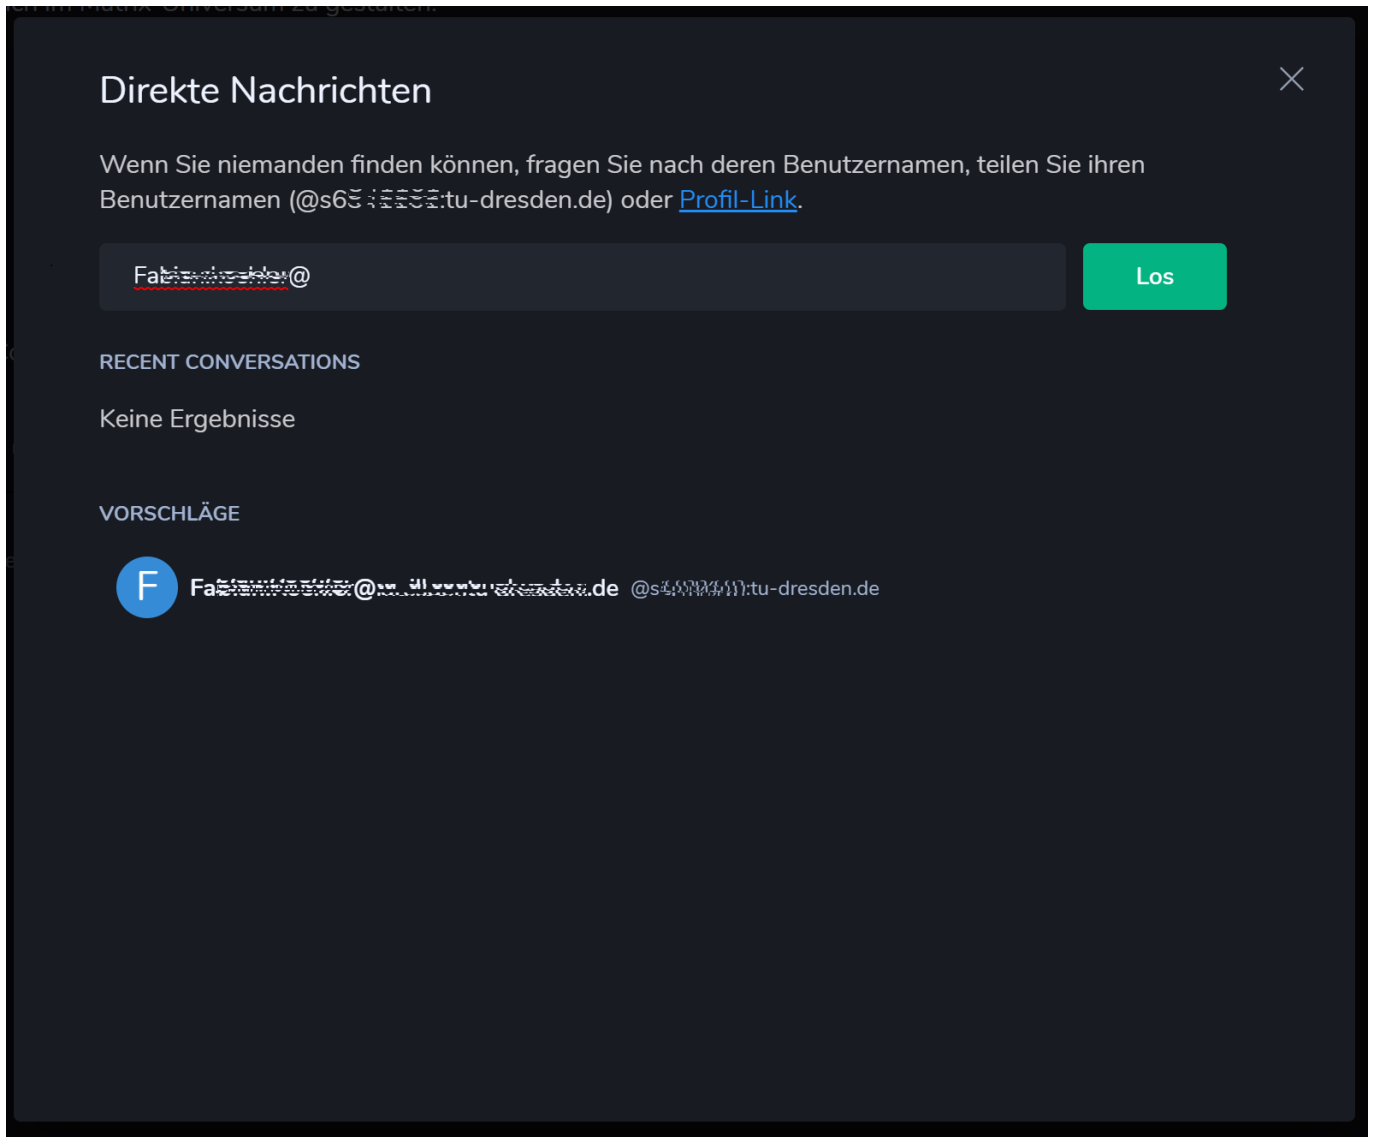 Direkte Nachrichten
Wenn Sie niemanden finden können, fragen Sie nach deren Benutzernamen, teilen Sie ihren
Benutzernamen (@s6 :tu-dresden.de) oder Profil-Link.
Fa @
Los
RECENT CONVERSATIONS
Keine Ergebnisse
VORSCHLÄGE
F
Fa @ .de @s :tu-dresden.de